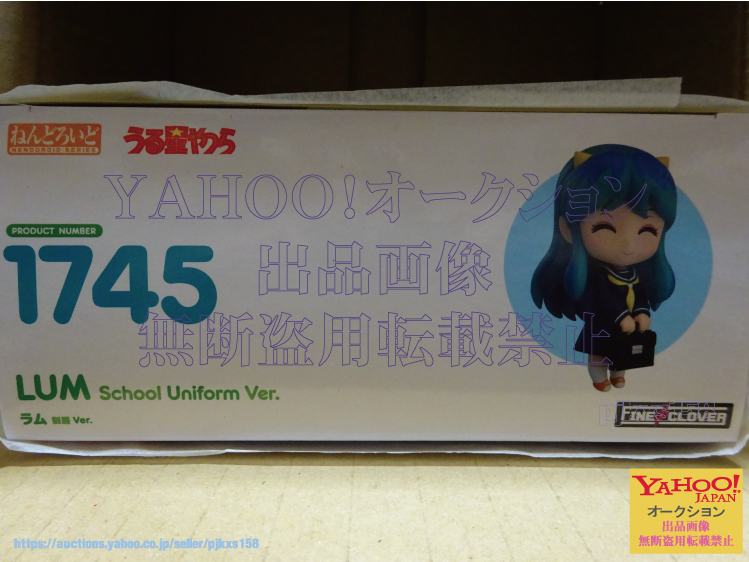 ねんどろいど
NENDOROID SERIES
うる星やつら
YAHOO!オークション
PRODUCT NUMBER
1745
出品画像
無断盗用転載禁止
LUM School Uniform Ver.
ラム 制服 Ver.
FINE CLOVER
YAHOO!
JAPAN
オークション
出品画像
無断盗用転載禁止
https://auctions.yahoo.co.jp/seller/pjkxs158